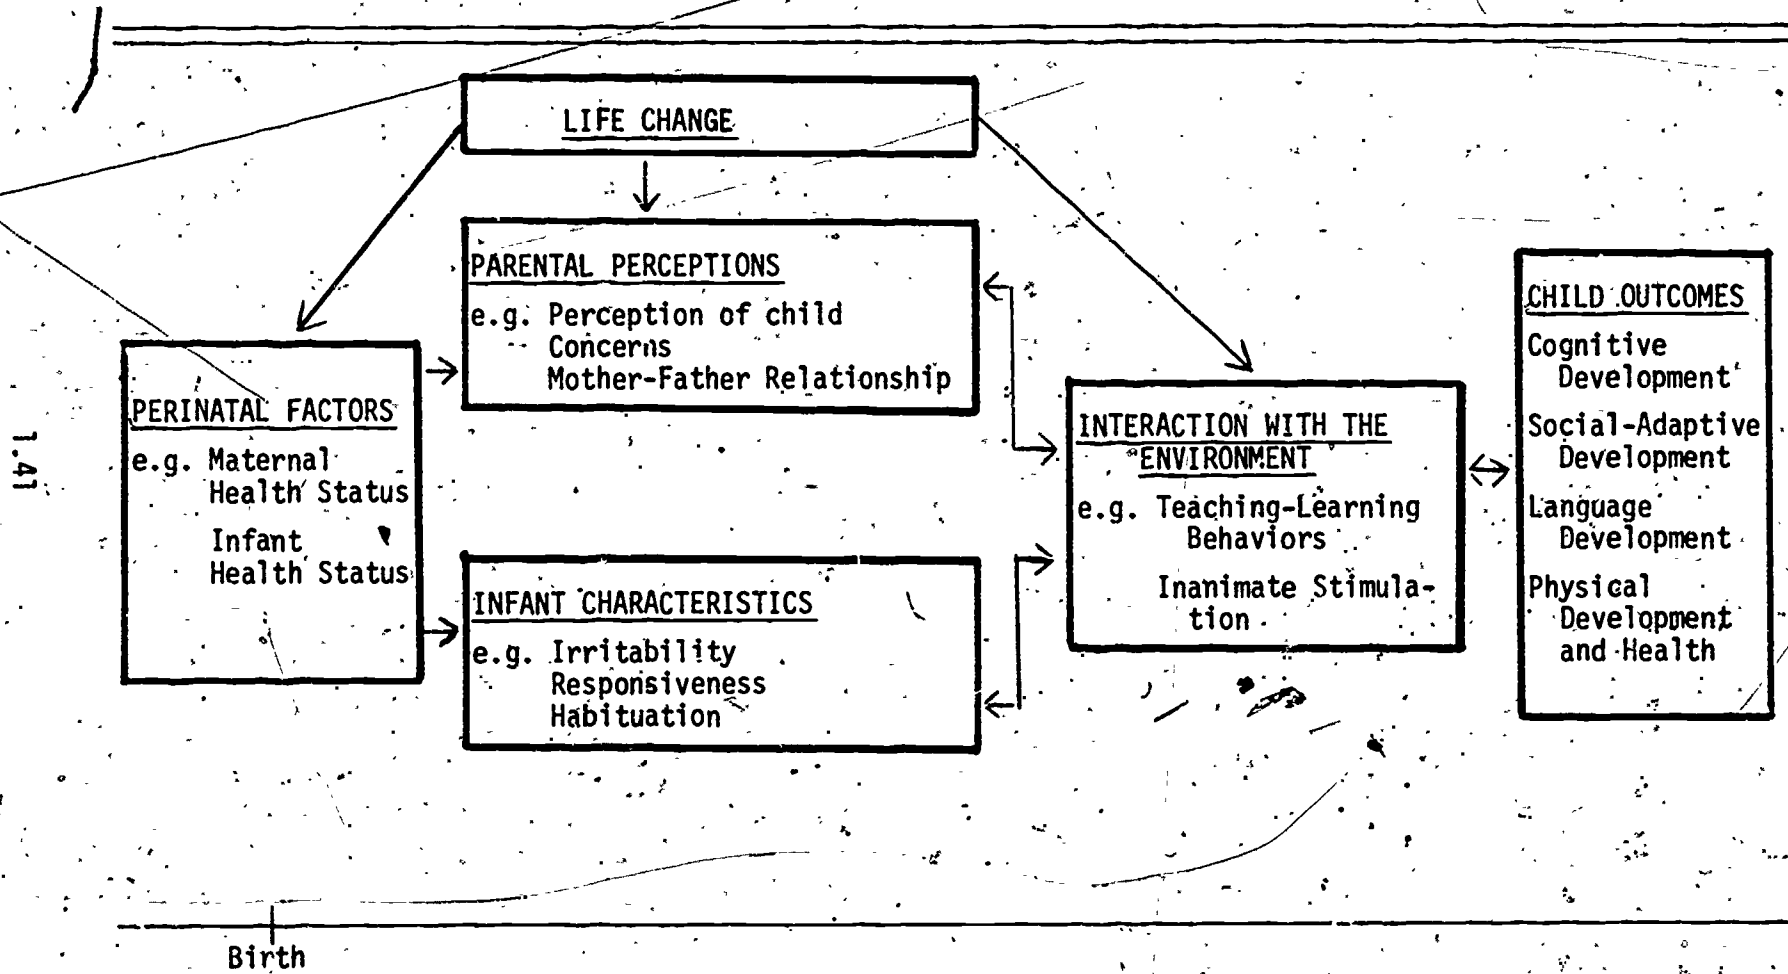 LIFE CHANGE
PARENTAL PERCEPTIONS
e.g. Perception of child
Concerns
Mother-Father Relationship
PERINATAL FACTORS
e.g. Maternal
Health Status
Infant
Health Status
INFANT CHARACTERISTICS
e.g. Irritability
Responsiveness
Habituation
INTERACTION WITH THE
ENVIRONMENT
e.g. Teaching-Learning
Behaviors
Inanimate Stimula-
tion
CHILD OUTCOMES
Cognitive
Development
Social-Adaptive
Development
Language
Development
Physical
Development
and Health
1.41
Birth